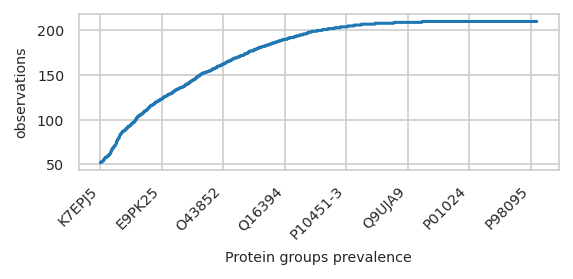 observations
200
150
100
50
K7EPJ5
E9PK25
O43852
Q16394
P10451-3
Q9UJA9
P01024
P98095
Protein groups prevalence